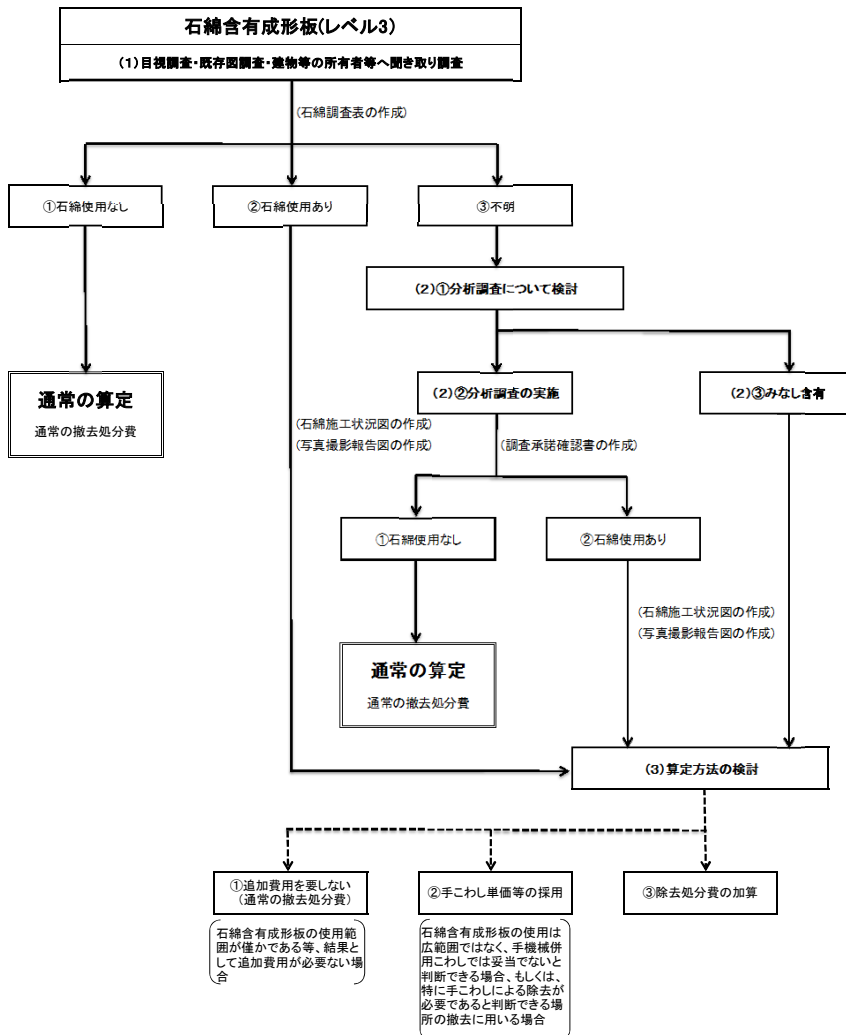 石綿含有成形板(レベル3)
(1)目視調査・既存図調査・建物等の所有者等へ聞き取り調査
(石綿調査表の作成)
①石綿使用なし
②石綿使用あり
③不明
(2)①分析調査について検討
通常の算定
通常の撤去処分費
(2)②分析調査の実施
(2)③みなし含有
(石綿施工状況図の作成)
(写真撮影報告図の作成)
(調査承諾確認書の作成)
①石綿使用なし
②石綿使用あり
(石綿施工状況図の作成)
(写真撮影報告図の作成)
通常の算定
通常の撤去処分費
(3)算定方法の検討
①追加費用を要しない
(通常の撤去処分費)
②手こわし単価等の採用
③除去処分費の加算
石綿含有成形板の使用範
囲が僅かである等、結果と
して追加費用が必要ない場
合
石綿含有成形板の使用は
広範囲ではなく、手機械併
用こわしでは妥当でないと
判断できる場合、もしくは、
特に手こわしによる除去が
必要であると判断できる場
所の撤去に用いる場合